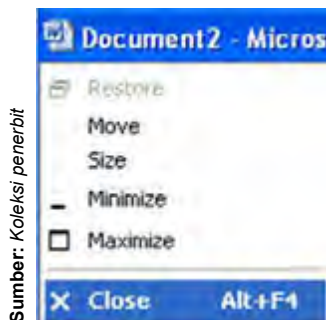 Sumber: Koleksi penerbit
Document2 - Micros
Restore
Move
Size
Minimize
Maximize
Close Alt+F4